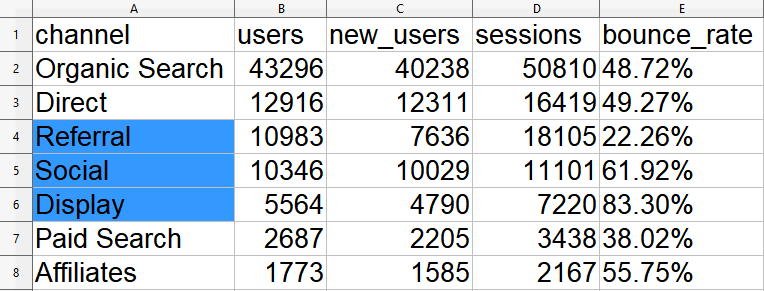 A B C D E
1 channel users new_users sessions bounce_rate
2 Organic Search 43296 40238 50810 48.72%
3 Direct 12916 12311 16419 49.27%
4 Referral 10983 7636 18105 22.26%
5 Social 10346 10029 11101 61.92%
6 Display 5564 4790 7220 83.30%
7 Paid Search 2687 2205 3438 38.02%
8 Affiliates 1773 1585 2167 55.75%